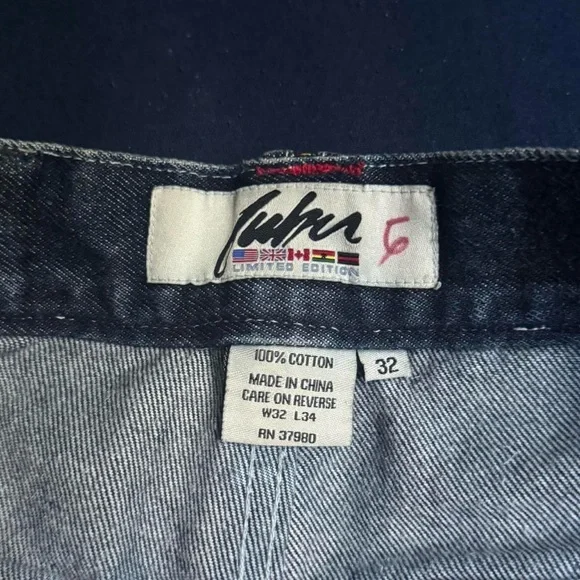 fubu
LIMITED EDITION
6
100% COTTON
MADE IN CHINA
CARE ON REVERSE
W32 L34
RN 37980
32